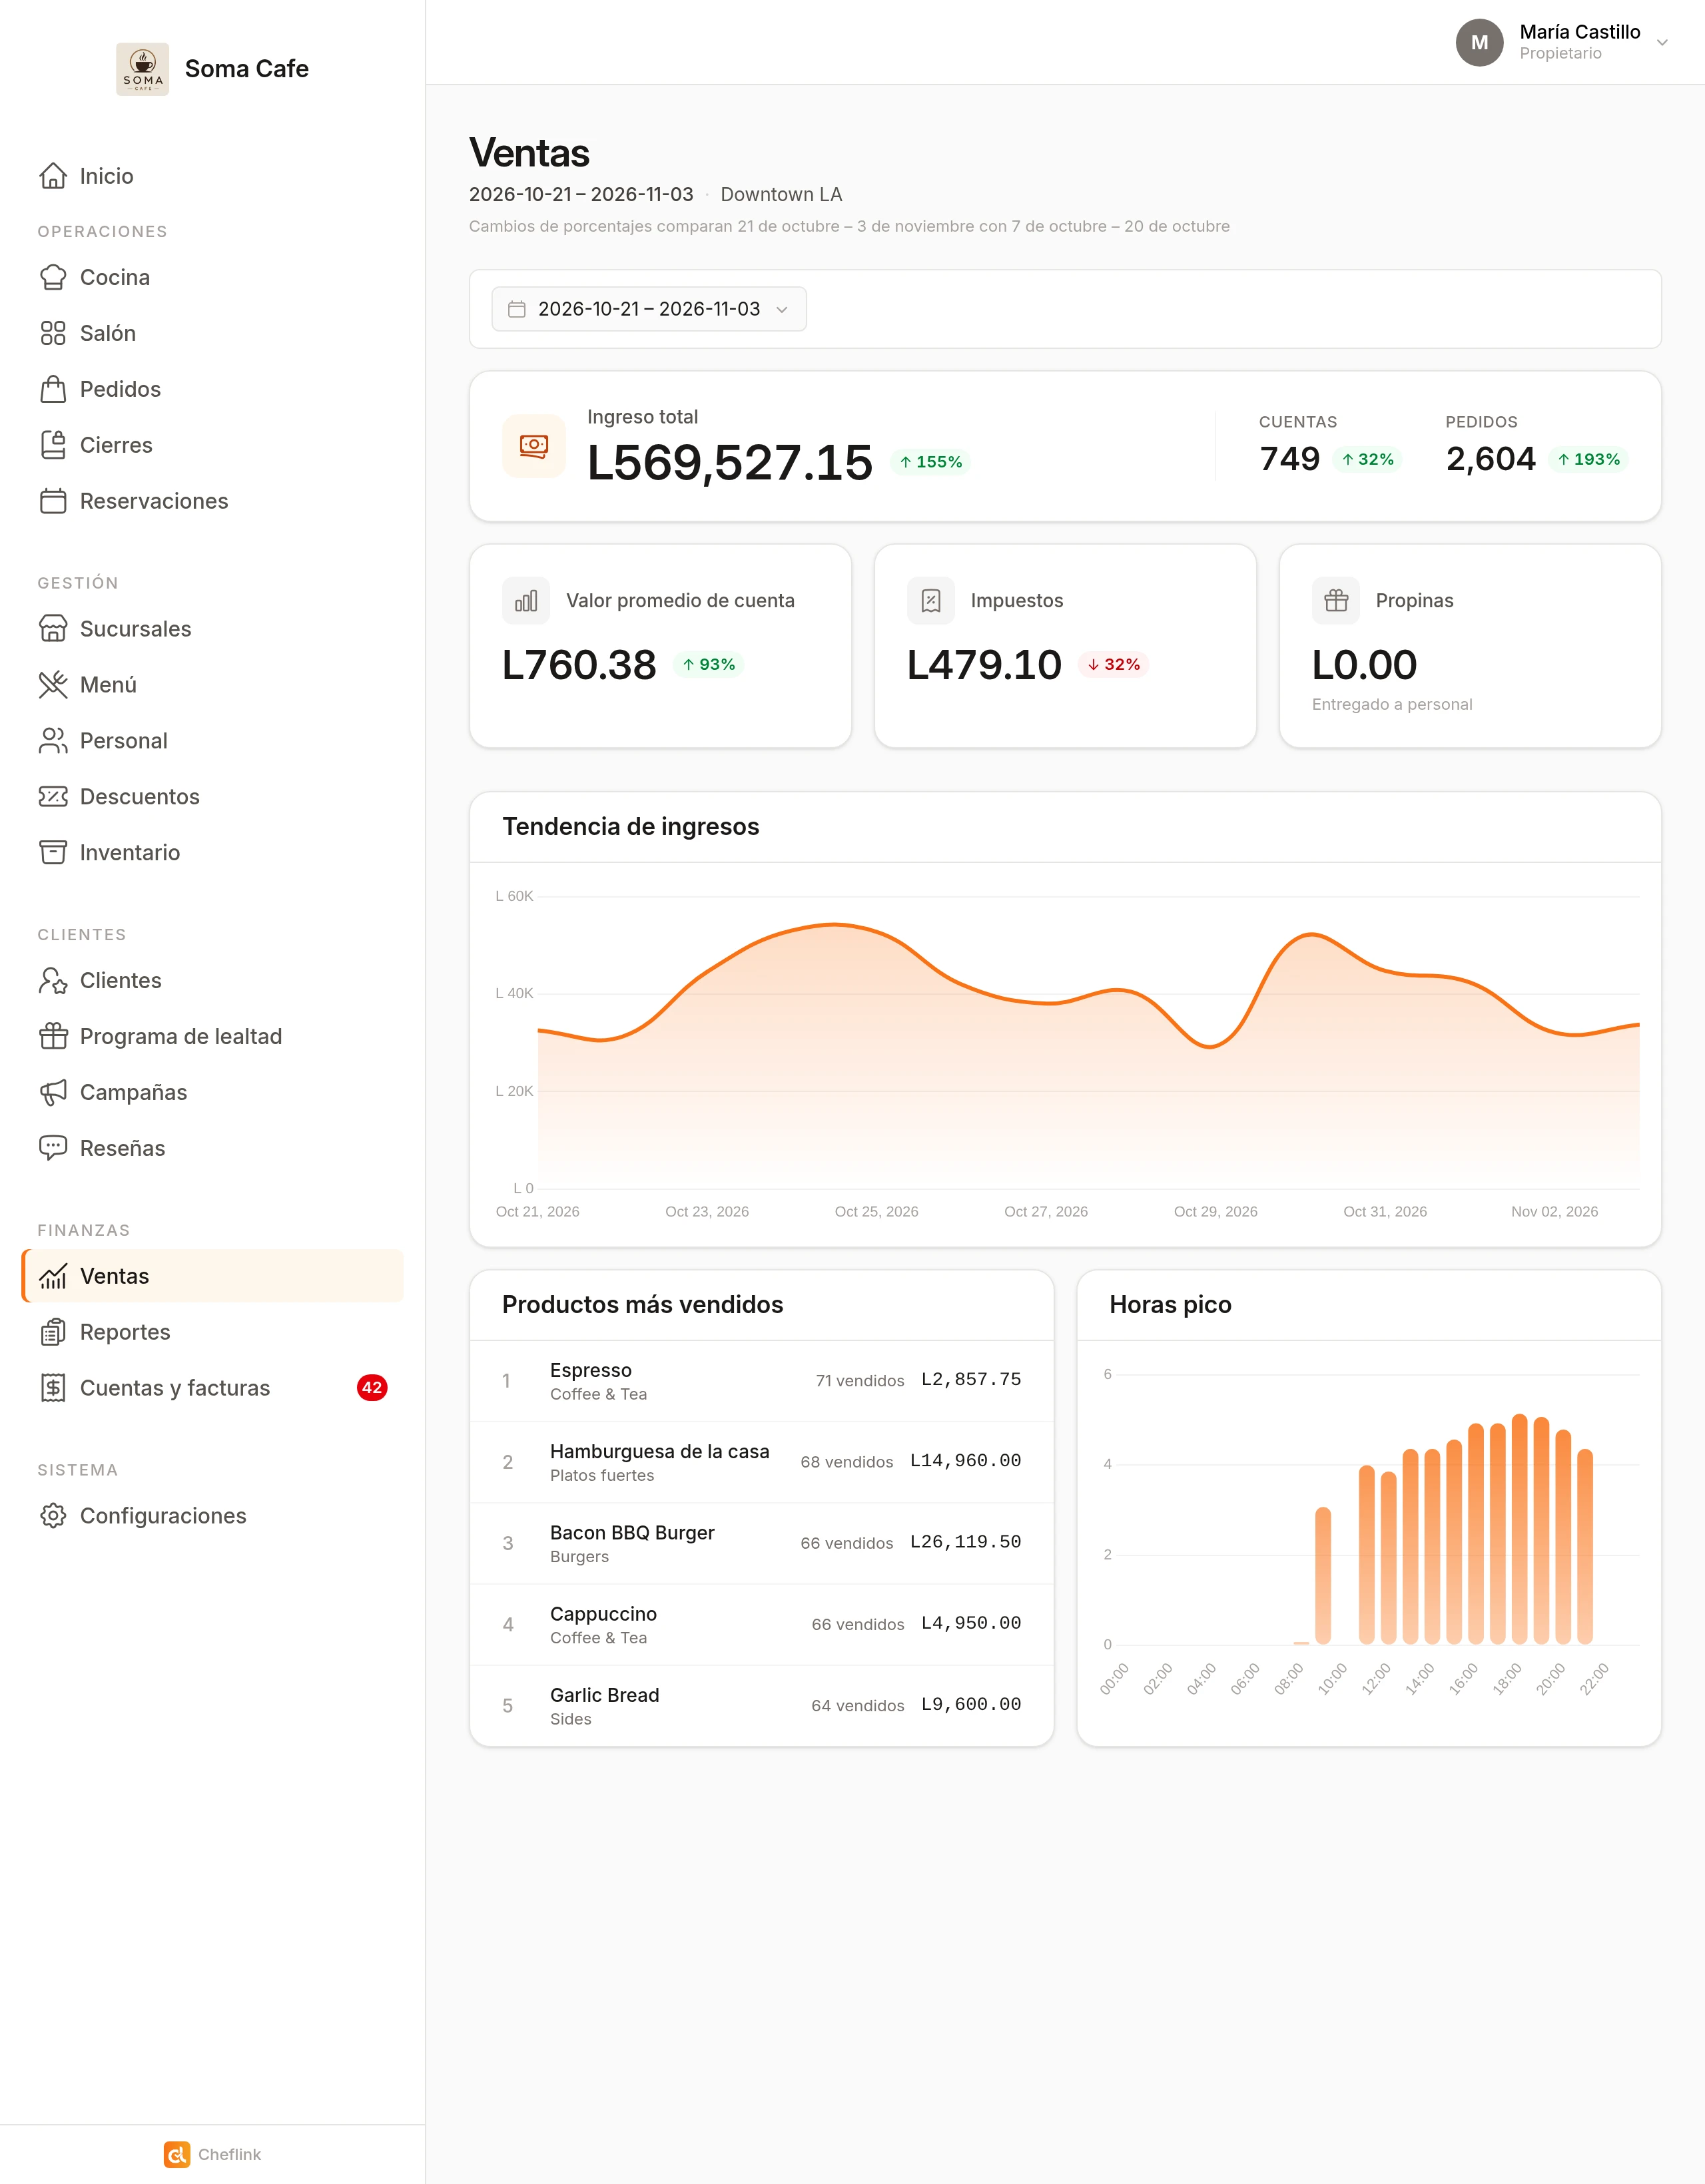 SOMA
CAFE
Soma Cafe
Inicio
OPERACIONES
Cocina
Salón
Pedidos
Cierres
Reservaciones
GESTIÓN
Sucursales
Menú
Personal
Descuentos
Inventario
CLIENTES
Clientes
Programa de lealtad
Campañas
Reseñas
FINANZAS
Ventas
Reportes
Cuentas y facturas 42
SISTEMA
Configuraciones
Cheflink
M
María Castillo
Propietario
Ventas
2026-10-21 – 2026-11-03 · Downtown LA
Cambios de porcentajes comparan 21 de octubre – 3 de noviembre con 7 de octubre – 20 de octubre
2026-10-21 – 2026-11-03
Ingreso total
L569,527.15 ↑ 155%
CUENTAS
749 ↑ 32%
PEDIDOS
2,604 ↑ 193%
Valor promedio de cuenta
L760.38 ↑ 93%
Impuestos
L479.10 ↓ 32%
Propinas
L0.00
Entregado a personal
Tendencia de ingresos
L 60K
L 40K
L 20K
L 0
Oct 21, 2026 Oct 23, 2026 Oct 25, 2026 Oct 27, 2026 Oct 29, 2026 Oct 31, 2026 Nov 02, 2026
Productos más vendidos
1 Espresso 71 vendidos L2,857.75
Coffee & Tea
2 Hamburguesa de la casa 68 vendidos L14,960.00
Platos fuertes
3 Bacon BBQ Burger 66 vendidos L26,119.50
Burgers
4 Cappuccino 66 vendidos L4,950.00
Coffee & Tea
5 Garlic Bread 64 vendidos L9,600.00
Sides
Horas pico
6
4
2
0
00:00 02:00 04:00 06:00 08:00 10:00 12:00 14:00 16:00 18:00 20:00 22:00